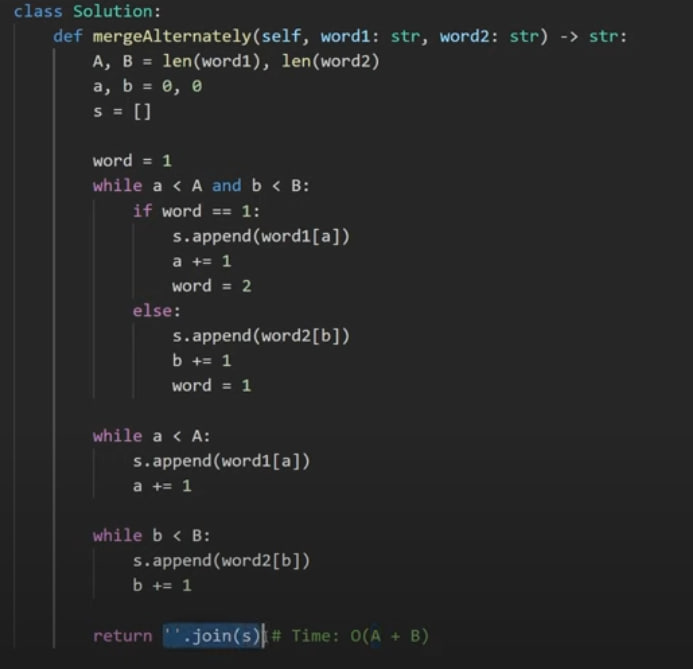 class Solution:
    def mergeAlternately(self, word1: str, word2: str) -> str:
        A, B = len(word1), len(word2)
        a, b = 0, 0
        s = []

        word = 1
        while a < A and b < B:
            if word == 1:
                s.append(word1[a])
                a += 1
                word = 2
            else:
                s.append(word2[b])
                b += 1
                word = 1

        while a < A:
            s.append(word1[a])
            a += 1

        while b < B:
            s.append(word2[b])
            b += 1

        return ''.join(s) # Time: O(A + B)